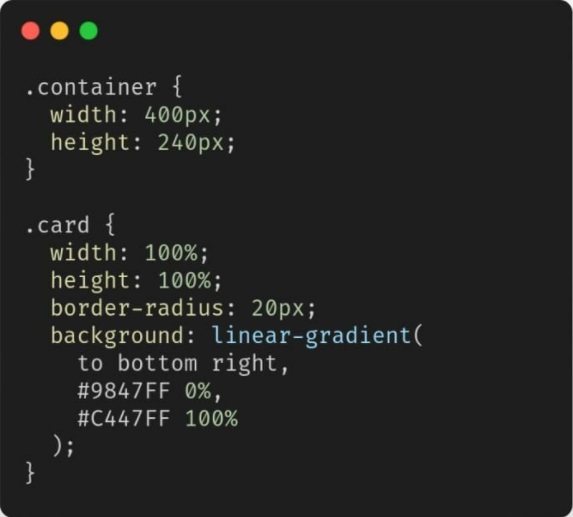 .container {
  width: 400px;
  height: 240px;
}

.card {
  width: 100%;
  height: 100%;
  border-radius: 20px;
  background: linear-gradient(
    to bottom right,
    #9847FF 0%,
    #C447FF 100%
  );
}